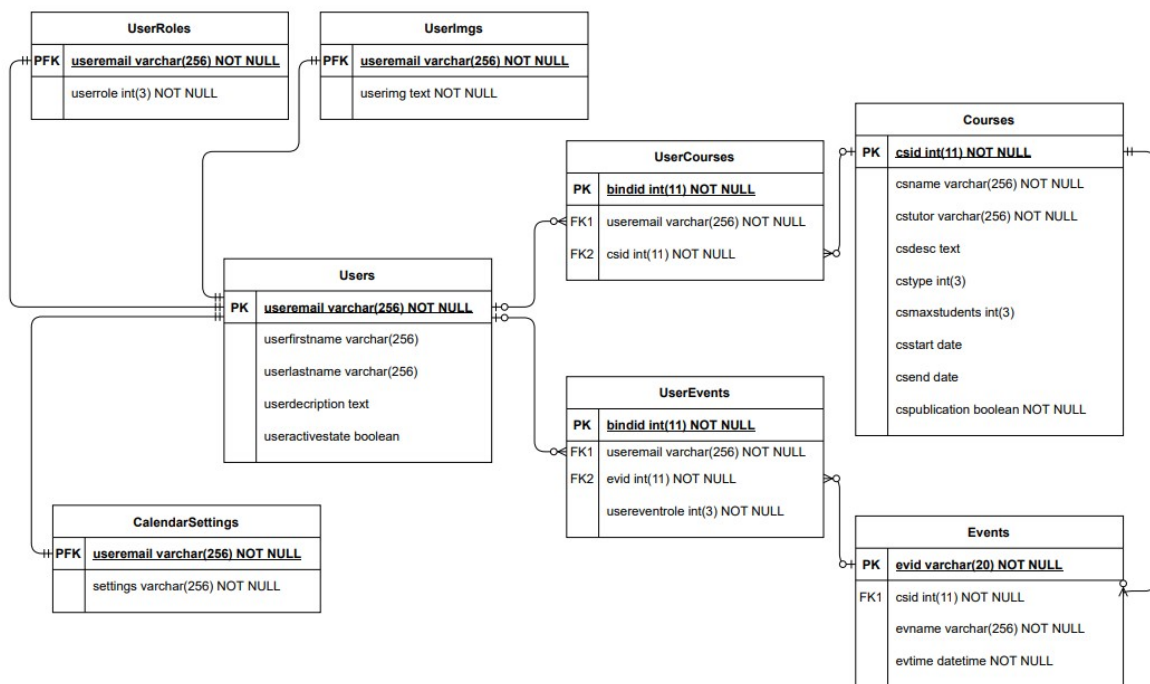 UserRoles
PFK useremail varchar(256) NOT NULL
userrole int(3) NOT NULL
UserImgs
PFK useremail varchar(256) NOT NULL
userimg text NOT NULL
UserCourses
PK bindid int(11) NOT NULL
FK1 useremail varchar(256) NOT NULL
FK2 csid int(11) NOT NULL
Courses
PK csid int(11) NOT NULL
csname varchar(256) NOT NULL
cstutor varchar(256) NOT NULL
csdesc text
cstype int(3)
csmaxstudents int(3)
csstart date
csend date
cspublication boolean NOT NULL
Users
PK useremail varchar(256) NOT NULL
userfirstname varchar(256)
userlastname varchar(256)
userdecription text
useractivestate boolean
UserEvents
PK bindid int(11) NOT NULL
FK1 useremail varchar(256) NOT NULL
FK2 evid int(11) NOT NULL
usereventrole int(3) NOT NULL
CalendarSettings
PFK useremail varchar(256) NOT NULL
settings varchar(256) NOT NULL
Events
PK evid varchar(20) NOT NULL
FK1 csid int(11) NOT NULL
evname varchar(256) NOT NULL
evtime datetime NOT NULL